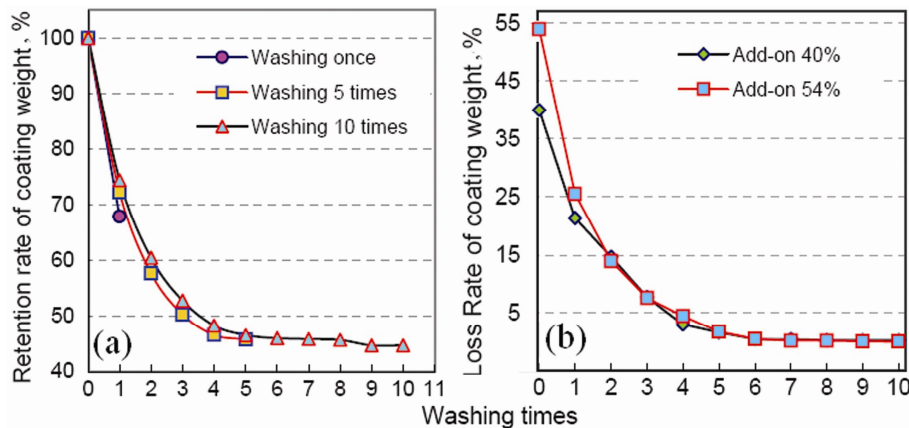 Retention rate of coating weight, %
100
90
80
70
60
50
40
Washing once
Washing 5 times
Washing 10 times
(a)
0 1 2 3 4 5 6 7 8 9 10 11
Loss Rate of coating weight, %
55
45
35
25
15
5
Add-on 40%
Add-on 54%
(b)
0 1 2 3 4 5 6 7 8 9 10
Washing times